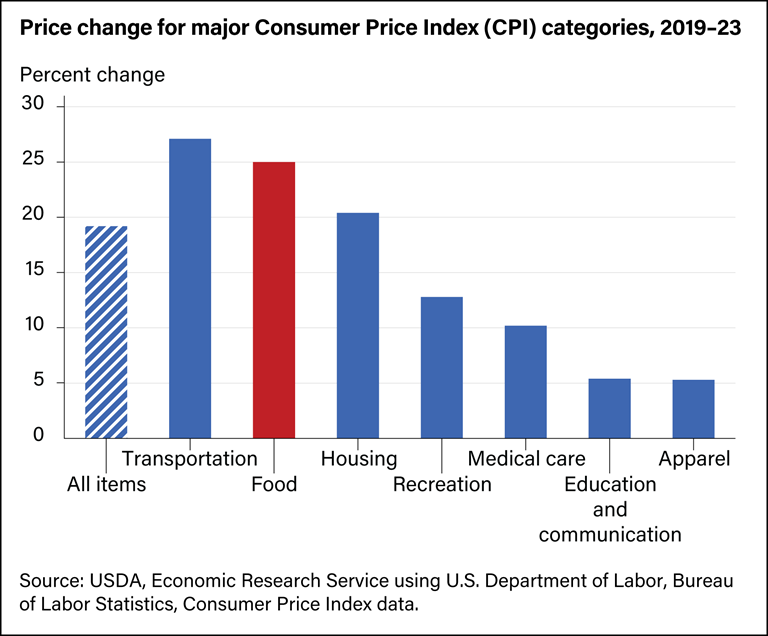 Price change for major Consumer Price Index (CPI) categories, 2019–23
Percent change
30
25
20
15
10
5
0
Transportation Housing Medical care Apparel
All items Food Recreation Education
and
communication
Source: USDA, Economic Research Service using U.S. Department of Labor, Bureau
of Labor Statistics, Consumer Price Index data.